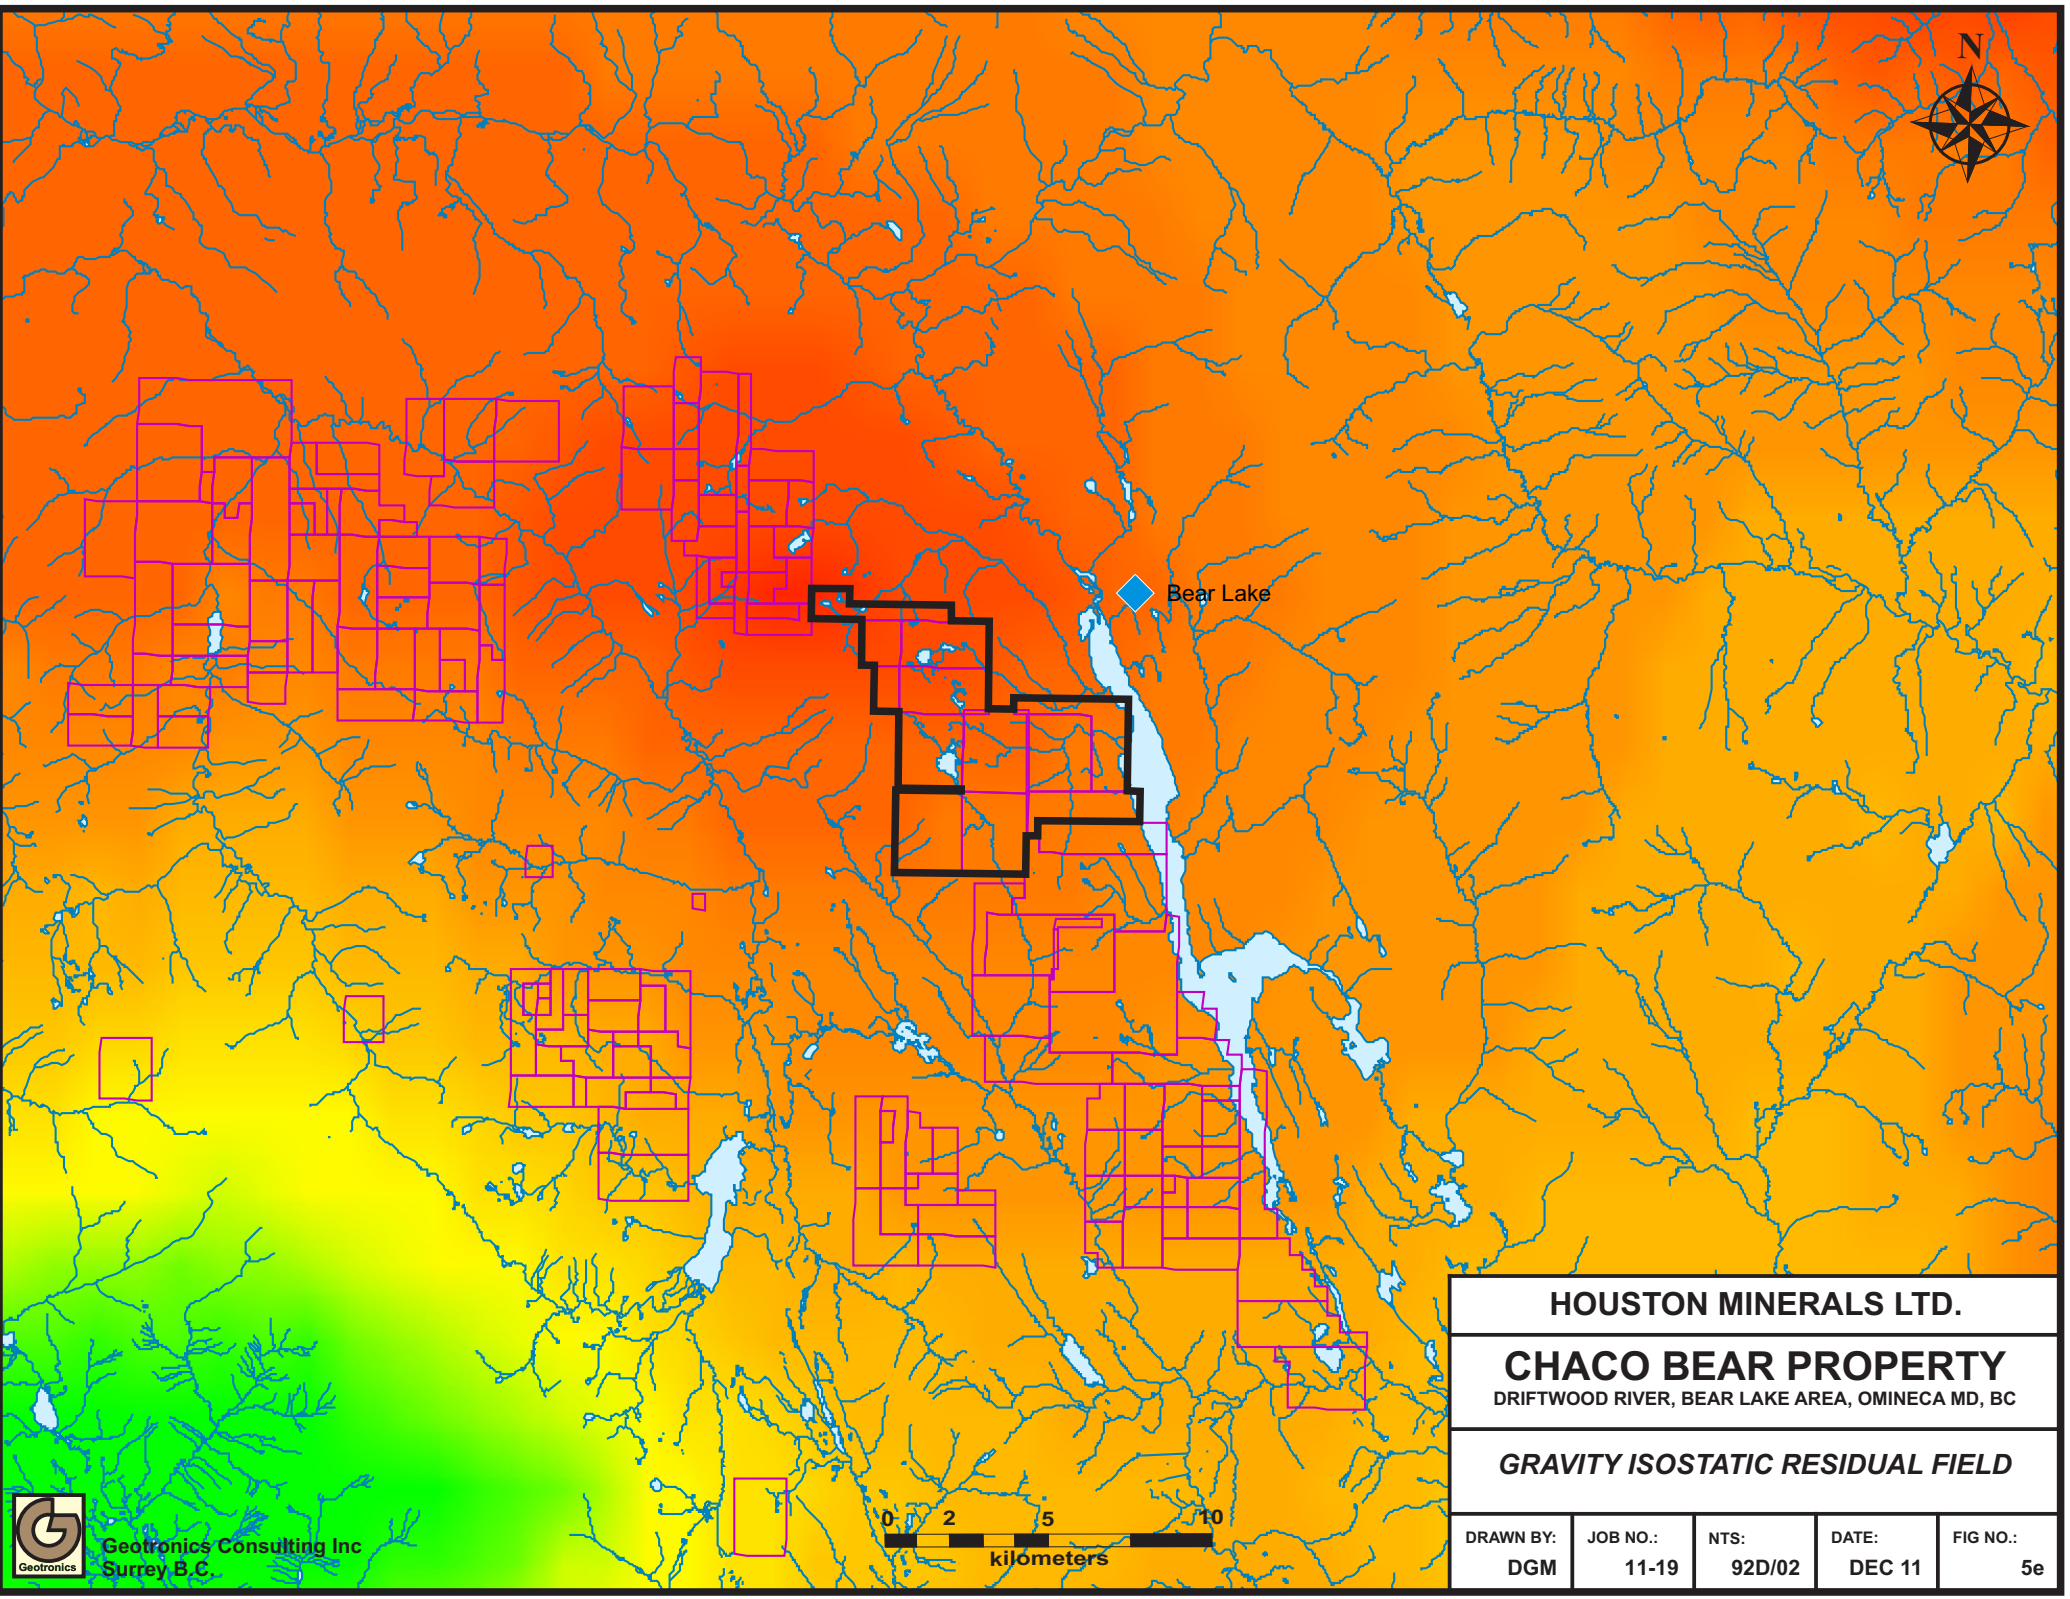 N
Bear Lake
HOUSTON MINERALS LTD.
CHACO BEAR PROPERTY
DRIFTWOOD RIVER, BEAR LAKE AREA, OMINECA MD, BC
GRAVITY ISOSTATIC RESIDUAL FIELD
DRAWN BY: JOB NO.: NTS: DATE: FIG NO.:
DGM 11-19 92D/02 DEC 11 5e
0 2 5 10
kilometers
Geotronics
Geotronics Consulting Inc
Surrey B.C.